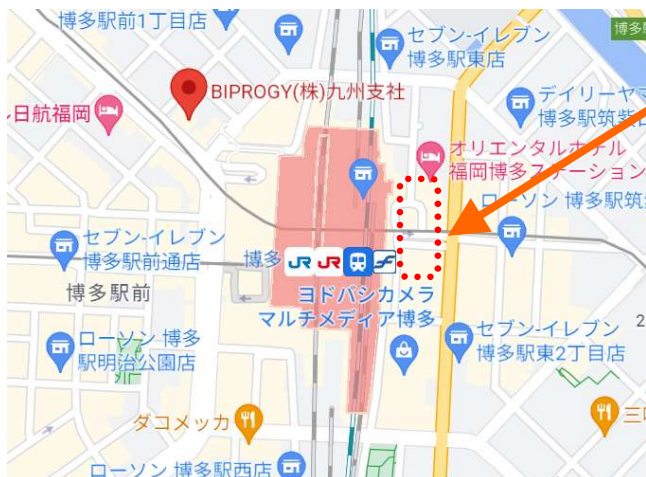 博多駅前1丁目店
セブン-イレブン
博多駅東店
博多
BIPROGY(株)九州支社
デイリーヤマ
博多駅筑紫口
日航福岡
オリエンタルホテル
福岡博多ステーション
ローソン 博多駅筑紫
セブン-イレブン
博多駅前通店
博多
JR JR
博多駅前
ヨドバシカメラ
マルチメディア博多
ローソン 博多
駅明治公園店
セブン-イレブン
博多駅東2丁目店
2
ダコメッカ
ローソン 博多駅西店